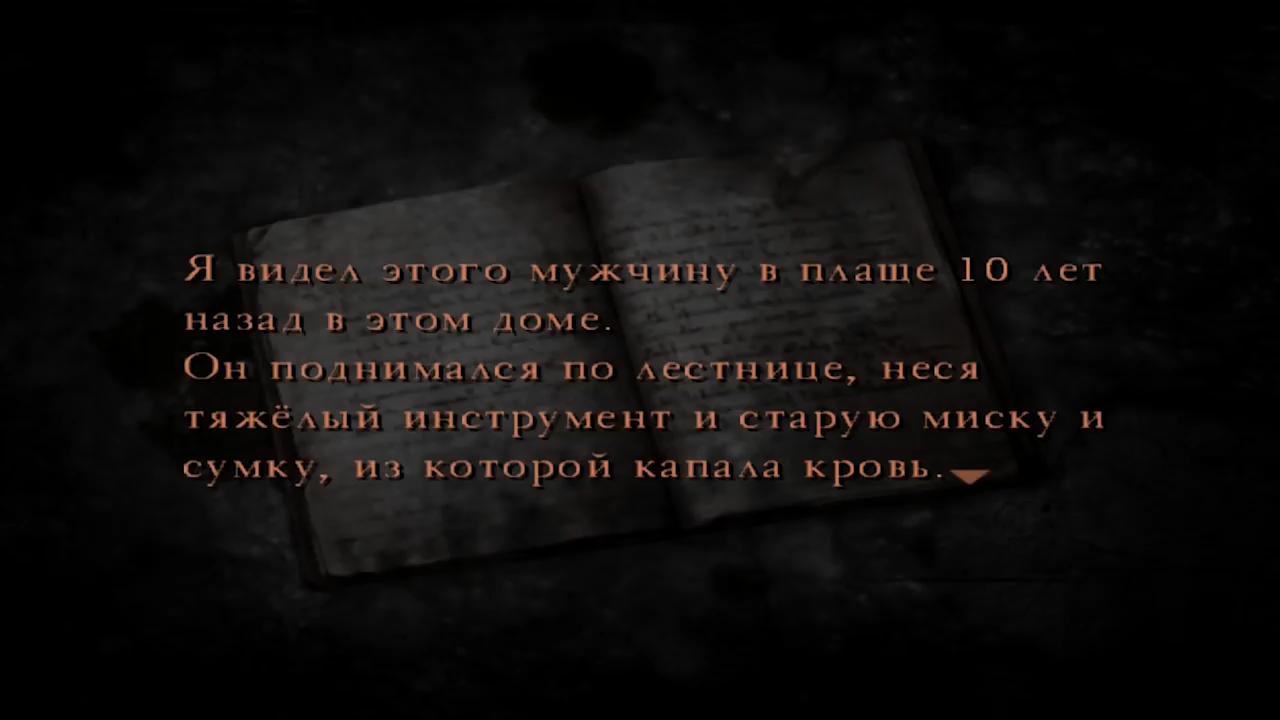 Я видел этого мужчину в плаще 10 лет
назад в этом доме.
Он поднимался по лестнице, неся
тяжёлый инструмент и старую миску и
сумку, из которой капала кровь.